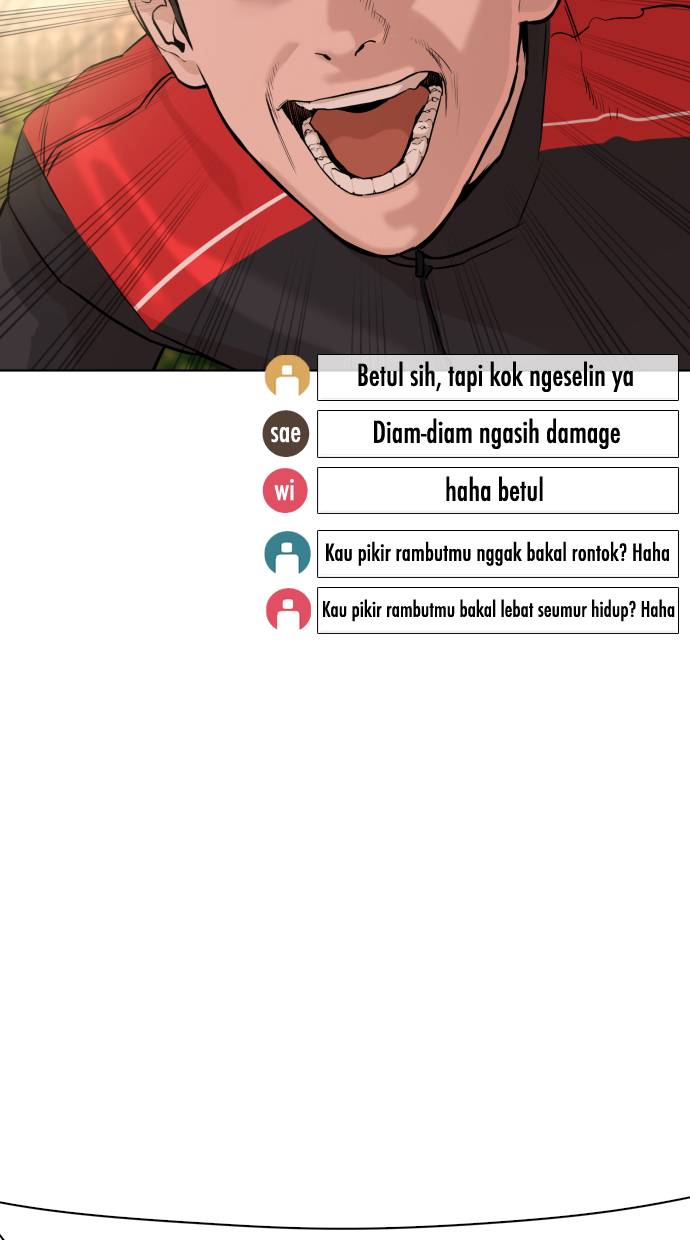 Betul sih, tapi kok ngeselin ya
sae Diam-diam ngasih damage
wi haha betul
Kau pikir rambutmu nggak bakal rontok? Haha
Kau pikir rambutmu bakal lebat seumur hidup? Haha